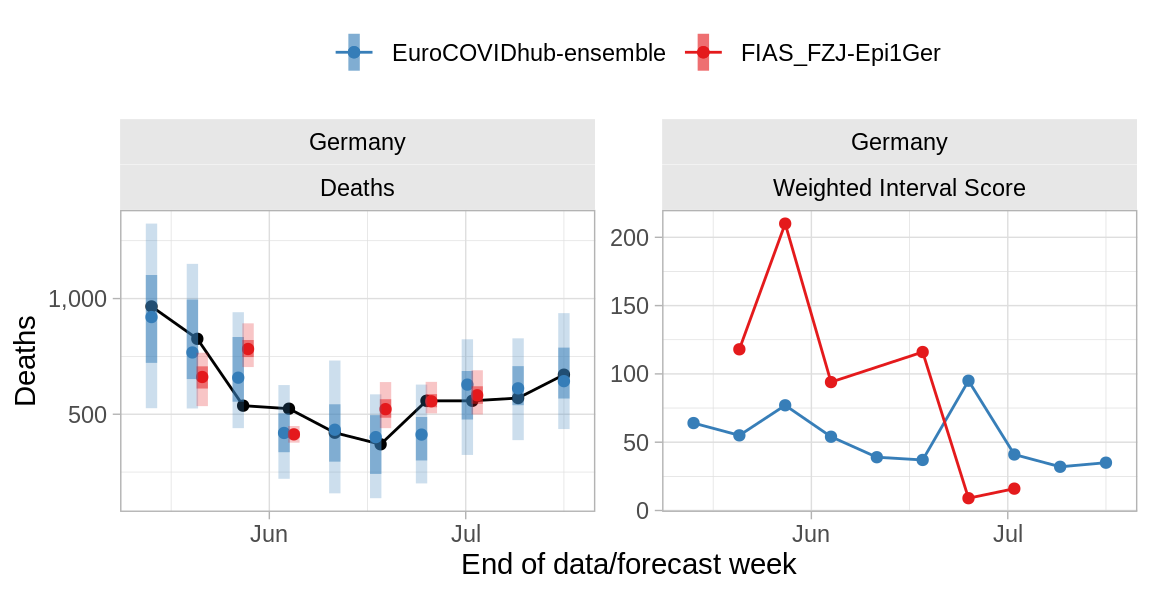 EuroCOVIDhub-ensemble FIAS_FZJ-Epi1Ger
Germany
Deaths
Deaths
1,000
500
Jun Jul
Germany
Weighted Interval Score
200
150
100
50
0
Jun Jul
End of data/forecast week